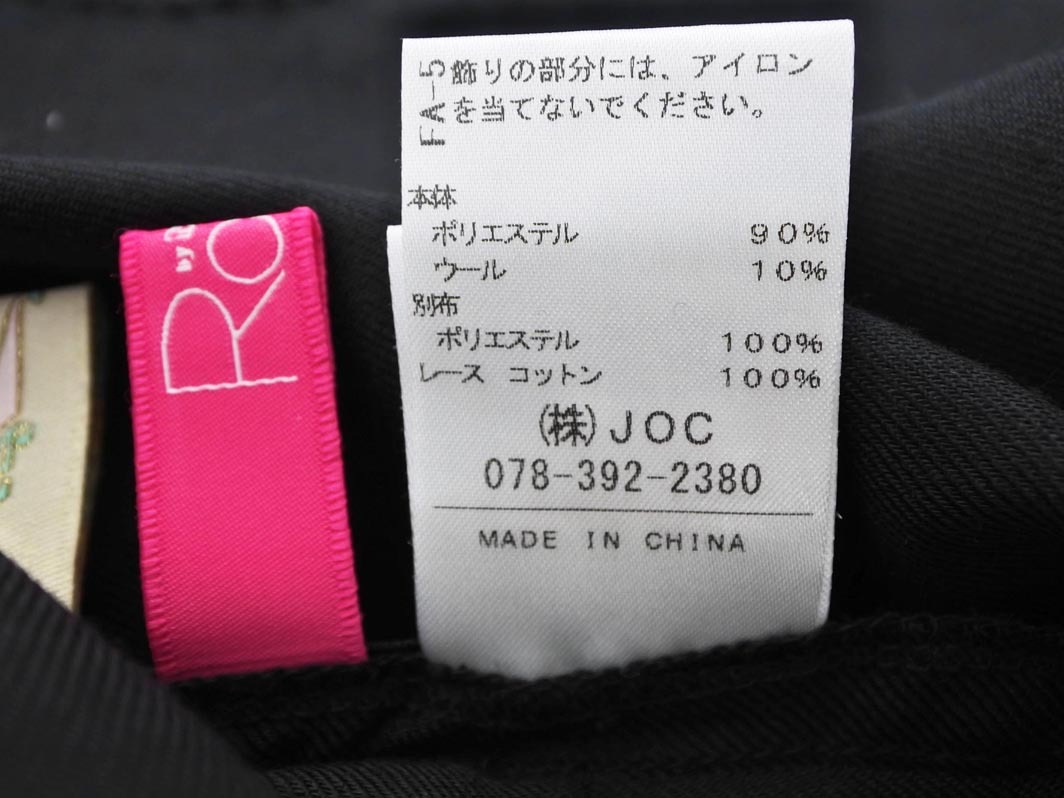 FA-5
飾りの部分には、アイロン
を当てないでください。
本体
ポリエステル 90%
ウール 10%
別布
ポリエステル 100%
レース コットン 100%
㈱JOC
078-392-2380
MADE IN CHINA
by
Ro